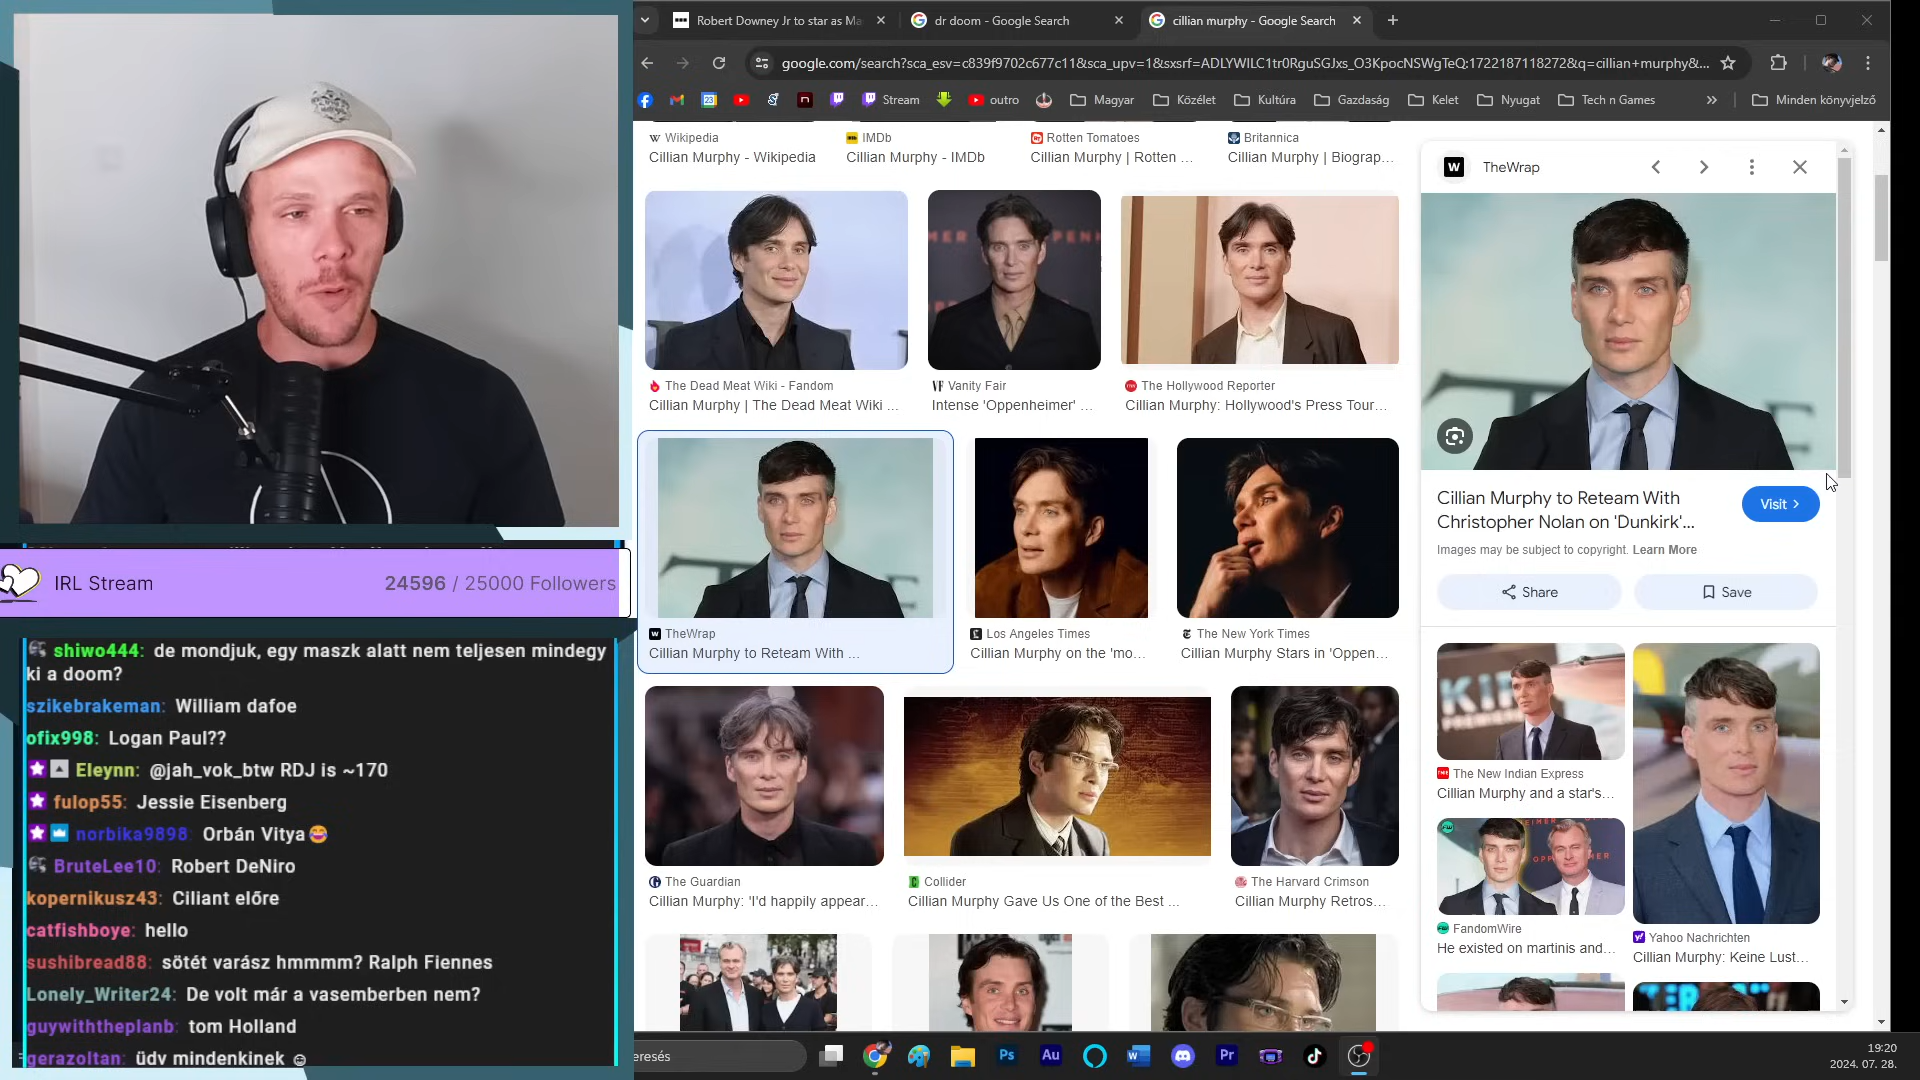 Robert Downey Jr to star as Ma
dr doom - Google Search
cillian murphy - Google Search
google.com/search?sca_esv=c839f9702c677c11&sca_upv=1&sxsrf=ADLYWILC1tr0RguSGJxs_O3KpocNSWgTeQ:1722187118272&q=cillian+murphy&...
Stream
outro
Magyar
Közélet
Kultúra
Gazdaság
Kelet
Nyugat
Tech n Games
»
Minden könyvjelző
Wikipedia
Cillian Murphy - Wikipedia
IMDb
Cillian Murphy - IMDb
Rotten Tomatoes
Cillian Murphy | Rotten ...
Britannica
Cillian Murphy | Biograp...
The Dead Meat Wiki - Fandom
Cillian Murphy | The Dead Meat Wiki ...
Vanity Fair
Intense 'Oppenheimer' ...
The Hollywood Reporter
Cillian Murphy: Hollywood's Press Tour...
TheWrap
Cillian Murphy to Reteam With ...
Los Angeles Times
Cillian Murphy on the 'mo...
The New York Times
Cillian Murphy Stars in 'Oppen...
The Guardian
Cillian Murphy: 'I'd happily appear...
Collider
Cillian Murphy Gave Us One of the Best ...
The Harvard Crimson
Cillian Murphy Retros...
TheWrap
Cillian Murphy to Reteam With
Christopher Nolan on 'Dunkirk'...
Visit
Images may be subject to copyright. Learn More
Share
Save
The New Indian Express
Cillian Murphy and a star's...
FandomWire
He existed on martinis and...
Yahoo Nachrichten
Cillian Murphy: Keine Lust...
IRL Stream 24596 / 25000 Followers
shiwo444: de mondjuk, egy maszk alatt nem teljesen mindegy
ki a doom?
szikebrakeman: William dafoe
ofix998: Logan Paul??
Eleynn: @jah_vok_btw RDJ is ~170
fulop55: Jessie Eisenberg
norbika9898: Orbán Vitya😂
BruteLee10: Robert DeNiro
kopernikusz43: Ciliant előre
catfishboye: hello
sushibread88: sötét varász hmmmm? Ralph Fiennes
Lonely_Writer24: De volt már a vasemberben nem?
guywiththeplanb: tom Holland
gerazoltan: üdv mindenkinek ☺
eresés
Ps
Au
Pr
19:20
2024. 07. 28.